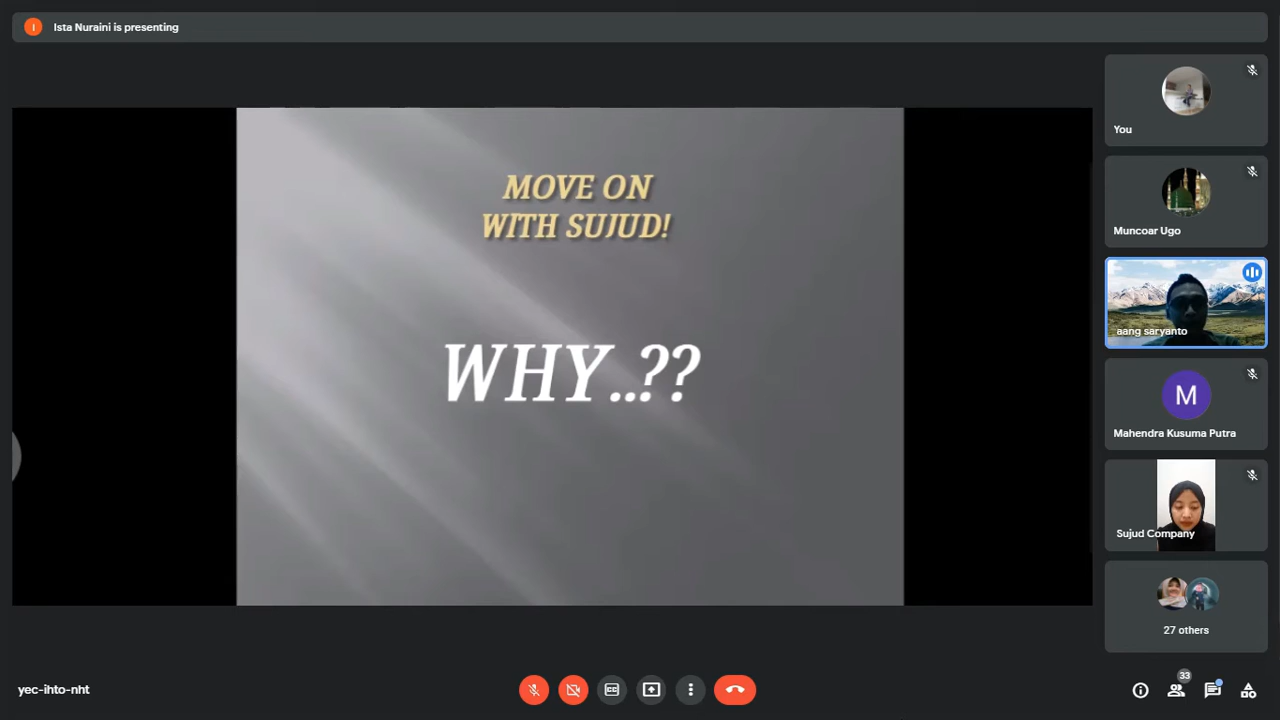 I
Ista Nuraini is presenting
MOVE ON
WITH SUJUD!
WHY..??
You
Muncoar Ugo
aang saryanto
M
Mahendra Kusuma Putra
Sujud Company
27 others
yec-ihto-nht
CC
33